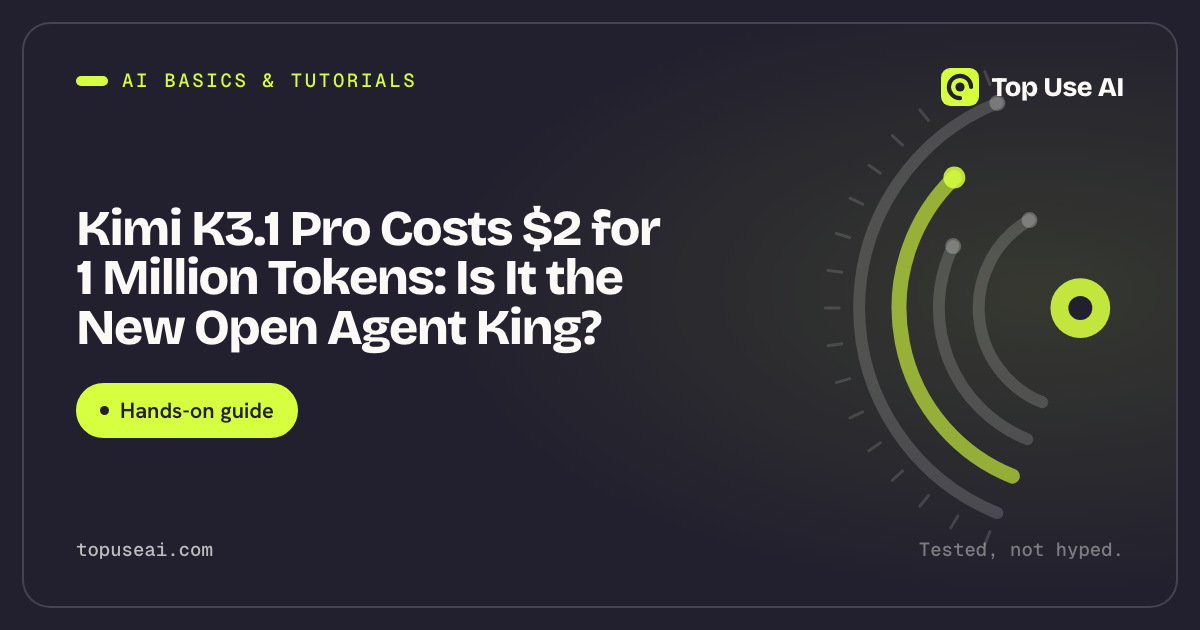 AI BASICS & TUTORIALS
Top Use AI
Kimi K3.1 Pro Costs $2 for
1 Million Tokens: Is It the
New Open Agent King?
Hands-on guide
topuseai.com
Tested, not hyped.